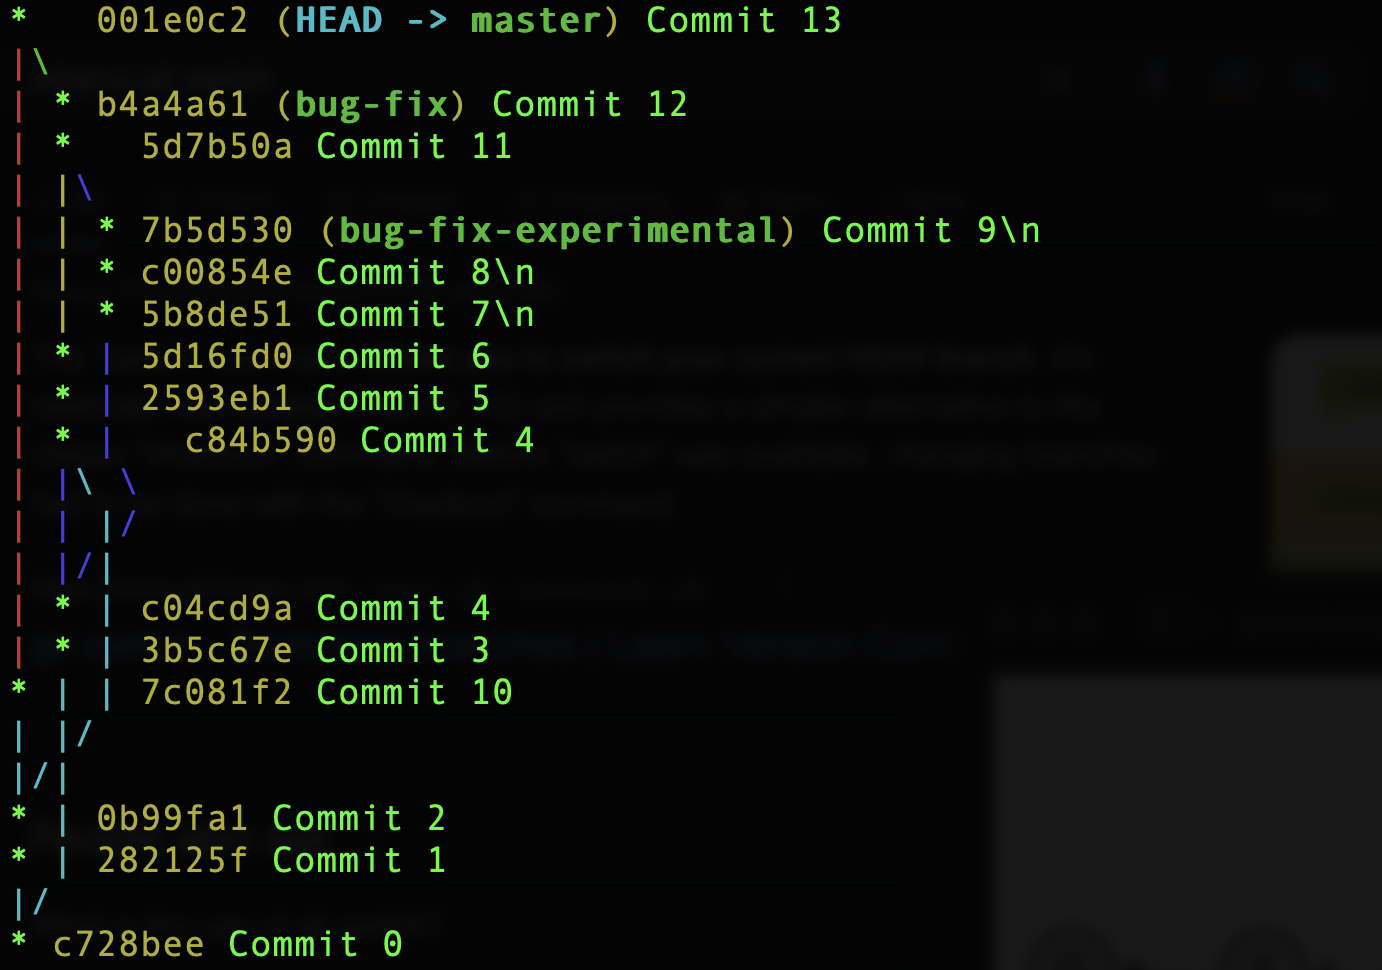 *   001e0c2 (HEAD -> master) Commit 13
|\
| * b4a4a61 (bug-fix) Commit 12
| *   5d7b50a Commit 11
| |\
| | * 7b5d530 (bug-fix-experimental) Commit 9\n
| | * c00854e Commit 8\n
| | * 5b8de51 Commit 7\n
| * | 5d16fd0 Commit 6
| * | 2593eb1 Commit 5
| * |   c84b590 Commit 4
| |\ \
| | |/
| |/|
| * | c04cd9a Commit 4
| * | 3b5c67e Commit 3
* | | 7c081f2 Commit 10
| |/
|/|
* | 0b99fa1 Commit 2
* | 282125f Commit 1
|/
* c728bee Commit 0